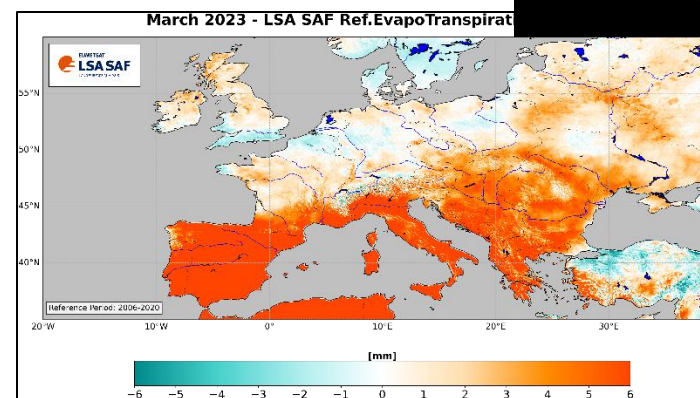 March 2023 - LSA SAF Ref.EvapoTranspirati
EUMETSAT
LSA SAF
55°N
50°N
45°N
40°N
Reference Period: 2006-2020
20°W 10°W 0° 10°E 20°E 30°E
[mm]
−6 −5 −4 −3 −2 −1 0 1 2 3 4 5 6